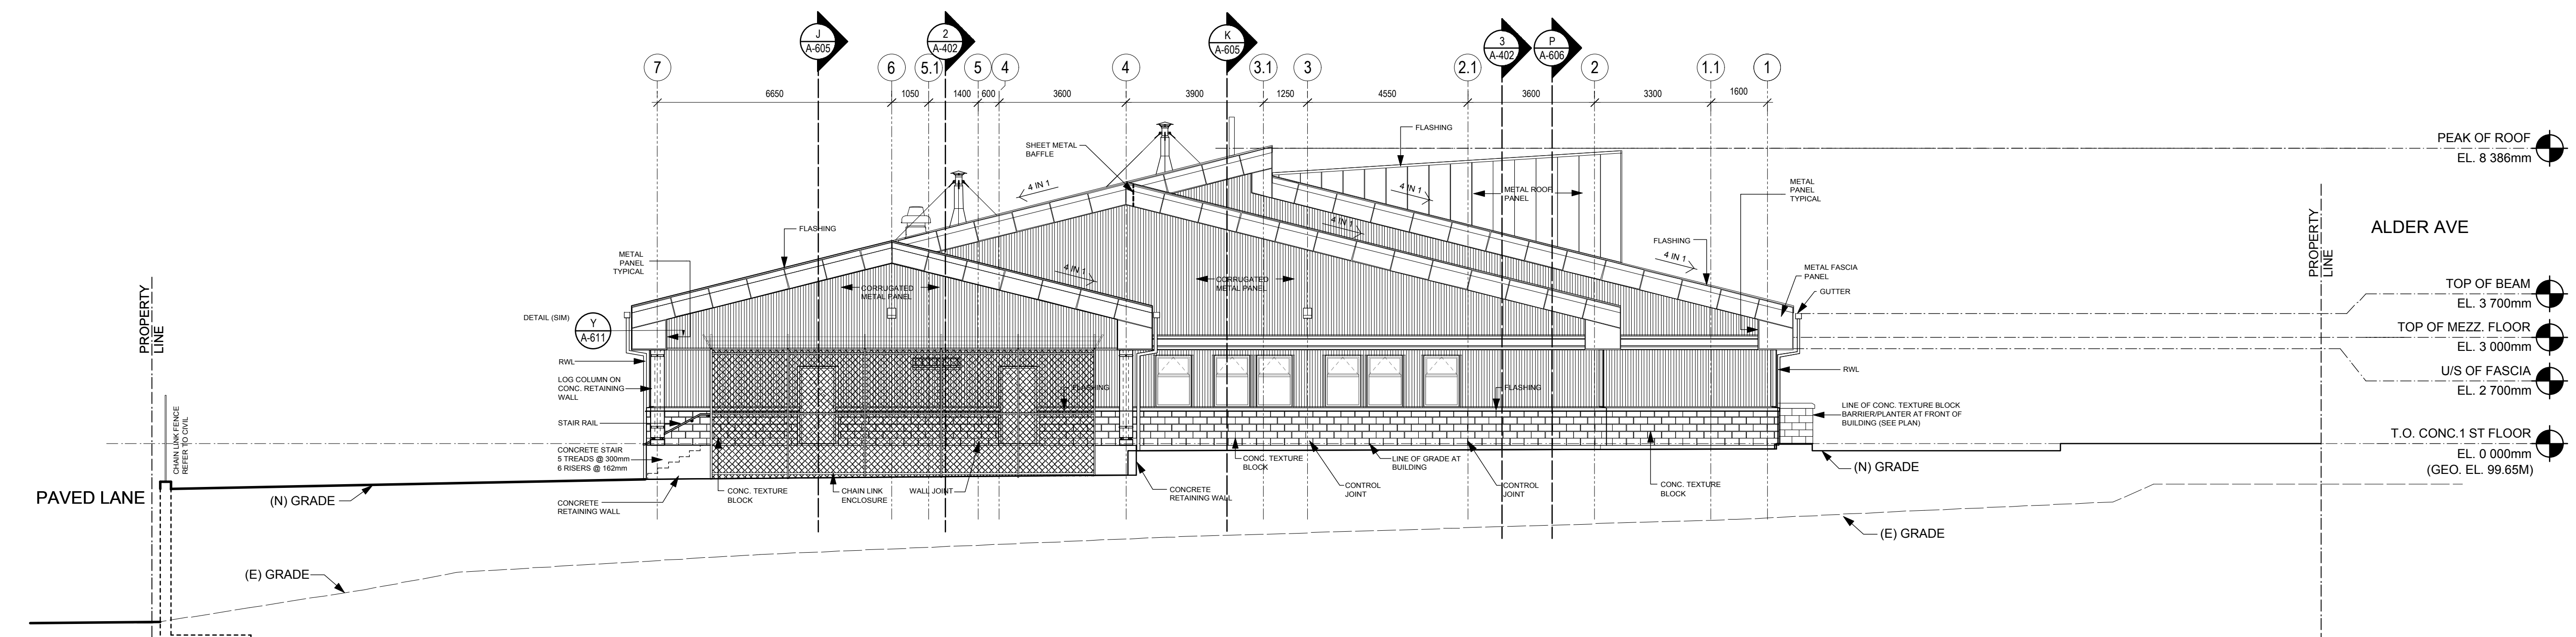 J
A-605
2
A-402
K
A-605
3
A-402
P
A-606
7
6
5.1
5
4
4
3.1
3
2.1
2
1.1
1
6650
1050
1400
600
3600
3900
1250
4550
3600
3300
1600
FLASHING
SHEET METAL
BAFFLE
4 IN 1
4 IN 1
METAL ROOF
PANEL
METAL
PANEL
TYPICAL
PEAK OF ROOF
EL. 8 386mm
PROPERTY
LINE
ALDER AVE
FLASHING
4 IN 1
FLASHING
4 IN 1
METAL
PANEL
TYPICAL
4 IN 1
METAL FASCIA
PANEL
GUTTER
CORRUGATED
METAL PANEL
CORRUGATED
METAL PANEL
TOP OF BEAM
EL. 3 700mm
PROPERTY
LINE
DETAIL (SIM)
Y
A-611
TOP OF MEZZ. FLOOR
EL. 3 000mm
RWL
RWL
U/S OF FASCIA
EL. 2 700mm
LOG COLUMN ON
CONC. RETAINING
WALL
FLASHING
FLASHING
CHAIN LINK FENCE
REFER TO CIVIL
STAIR RAIL
LINE OF CONC. TEXTURE BLOCK
BARRIER/PLANTER AT FRONT OF
BUILDING (SEE PLAN)
T.O. CONC.1 ST FLOOR
EL. 0 000mm
(GEO. EL. 99.65M)
CONCRETE STAIR
5 TREADS @ 300mm
6 RISERS @ 162mm
CONC. TEXTURE
BLOCK
LINE OF GRADE AT
BUILDING
(N) GRADE
PAVED LANE
(N) GRADE
CONCRETE
RETAINING WALL
CONC. TEXTURE
BLOCK
CHAIN LINK
ENCLOSURE
WALL JOINT
CONCRETE
RETAINING WALL
CONTROL
JOINT
CONTROL
JOINT
CONC. TEXTURE
BLOCK
(E) GRADE
(E) GRADE